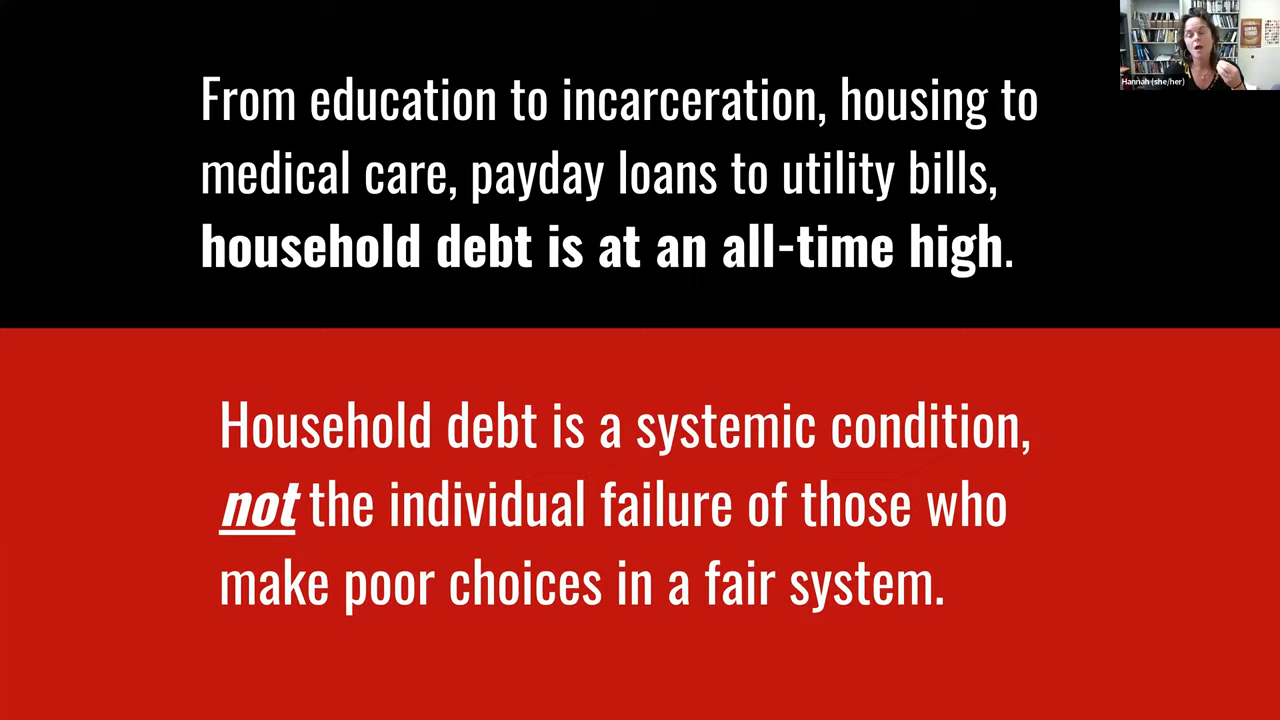 From education to incarceration, housing to
medical care, payday loans to utility bills,
household debt is at an all-time high.
Household debt is a systemic condition,
not the individual failure of those who
make poor choices in a fair system.
Hannah (she/her)